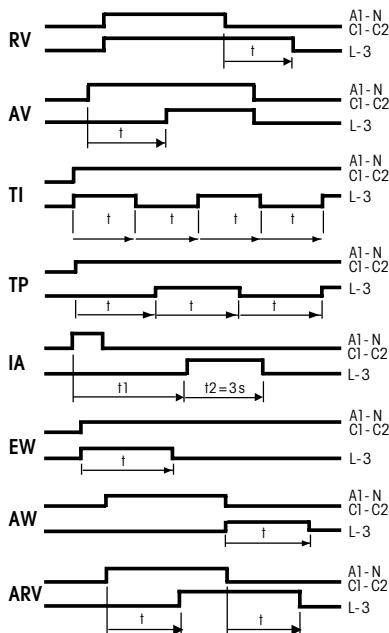 RV
A1-N
C1-C2
t
L-3
AV
A1-N
C1-C2
L-3
t
TI
A1-N
C1-C2
L-3
t t t t
TP
A1-N
C1-C2
L-3
t t t
IA
A1-N
C1-C2
L-3
t1 t2=3s
EW
A1-N
C1-C2
t
L-3
AW
A1-N
C1-C2
L-3
t
ARV
A1-N
C1-C2
L-3
t t